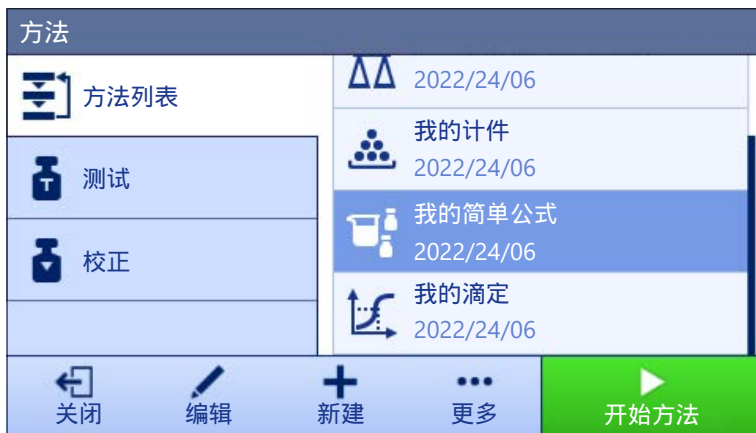 方法
方法列表
测试
校正
2022/24/06
我的计件
2022/24/06
我的简单公式
2022/24/06
我的滴定
2022/24/06
关闭
编辑
新建
更多
开始方法